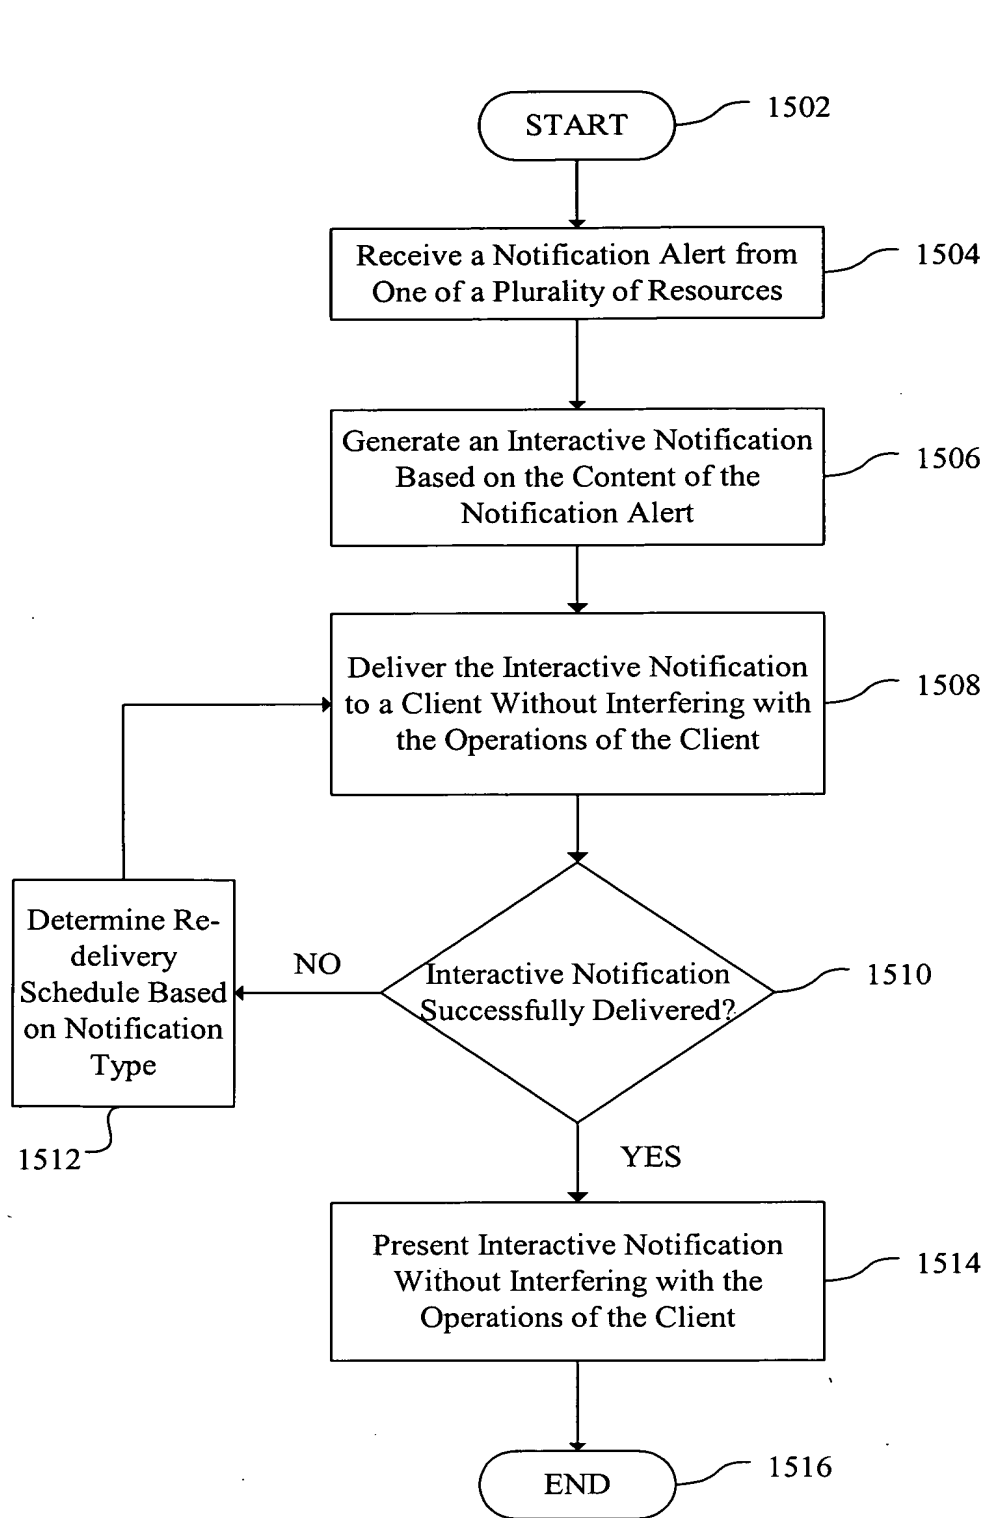 START
1502
Receive a Notification Alert from
One of a Plurality of Resources
1504
Generate an Interactive Notification
Based on the Content of the
Notification Alert
1506
Deliver the Interactive Notification
to a Client Without Interfering with
the Operations of the Client
1508
Interactive Notification
Successfully Delivered?
1510
NO
Determine Re-
delivery
Schedule Based
on Notification
Type
1512
YES
Present Interactive Notification
Without Interfering with the
Operations of the Client
1514
END
1516